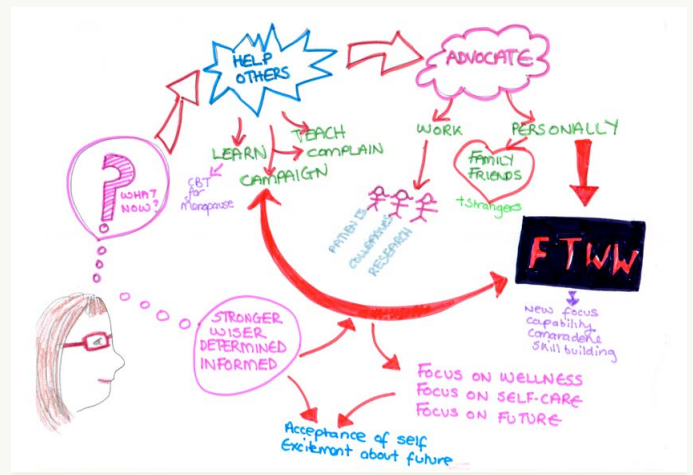 HELP
OTHERS
ADVOCATE
LEARN
TEACH
COMPLAIN
CAMPAIGN
CBT
for
Menopause
WORK
PERSONALLY
FAMILY
FRIENDS
+strangers
PATIENTS
COLLEAGUES
RESEARCH
?
WHAT
NOW?
FTWW
New focus
capability
camaraderie
skill building
STRONGER
WISER
DETERMINED
INFORMED
FOCUS ON WELLNESS
FOCUS ON SELF-CARE
FOCUS ON FUTURE
Acceptance of self
Excitement about future